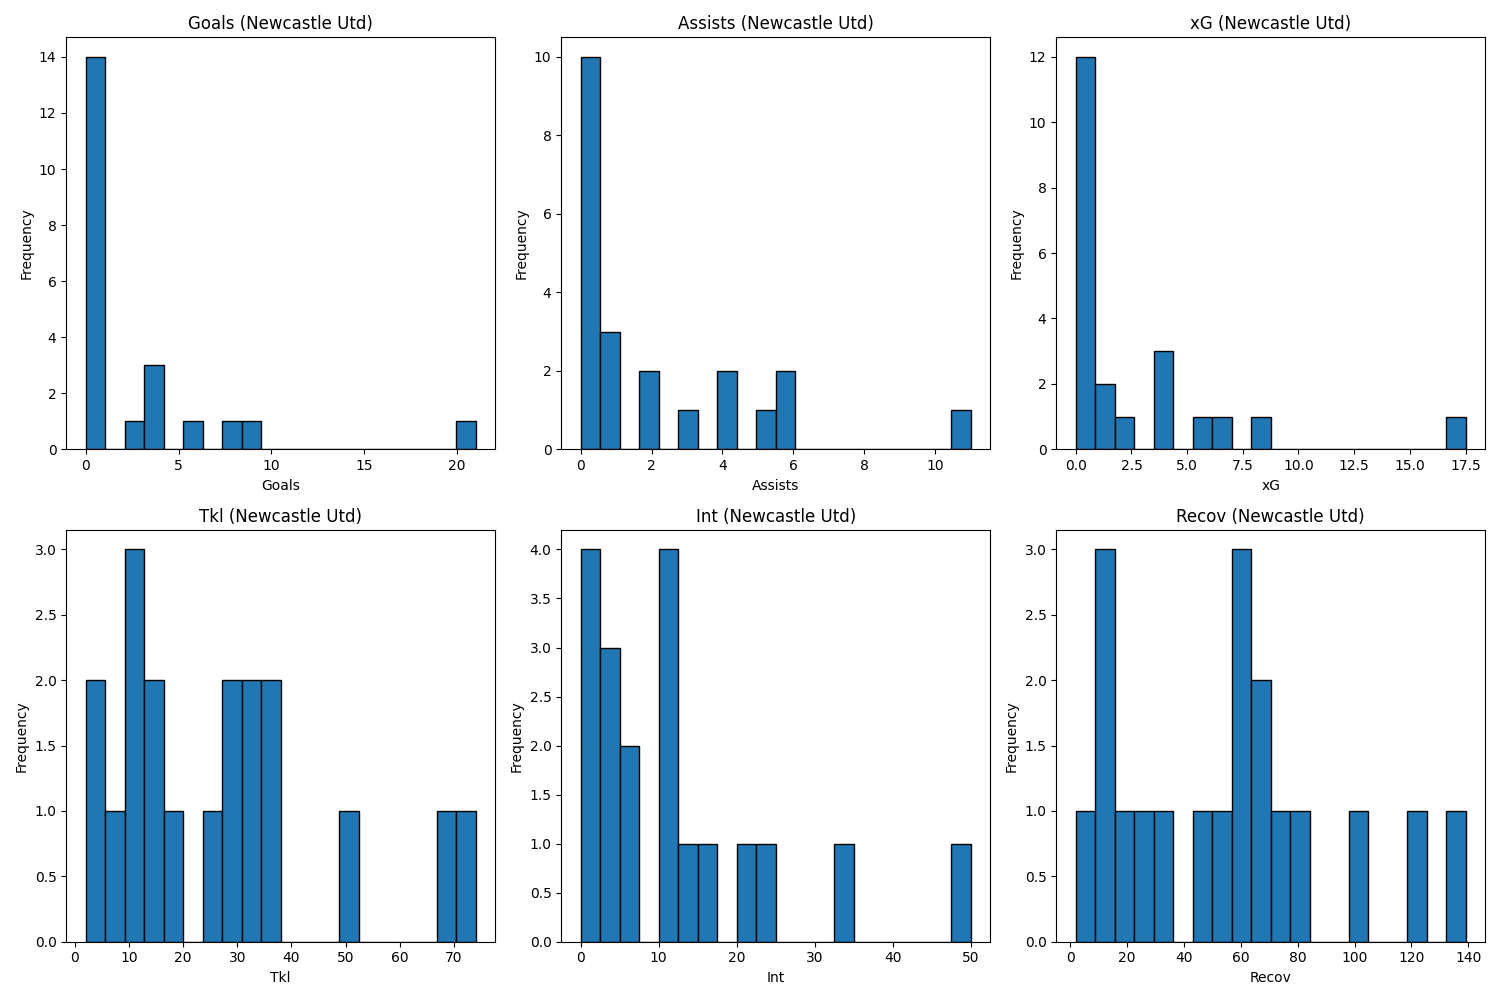 Goals (Newcastle Utd)
Frequency
14
12
10
8
6
4
2
0
0 5 10 15 20
Goals
Assists (Newcastle Utd)
Frequency
10
8
6
4
2
0
0 2 4 6 8 10
Assists
xG (Newcastle Utd)
Frequency
12
10
8
6
4
2
0
0.0 2.5 5.0 7.5 10.0 12.5 15.0 17.5
xG
Tkl (Newcastle Utd)
Frequency
3.0
2.5
2.0
1.5
1.0
0.5
0.0
0 10 20 30 40 50 60 70
Tkl
Int (Newcastle Utd)
Frequency
4.0
3.5
3.0
2.5
2.0
1.5
1.0
0.5
0.0
0 10 20 30 40 50
Int
Recov (Newcastle Utd)
Frequency
3.0
2.5
2.0
1.5
1.0
0.5
0.0
0 20 40 60 80 100 120 140
Recov